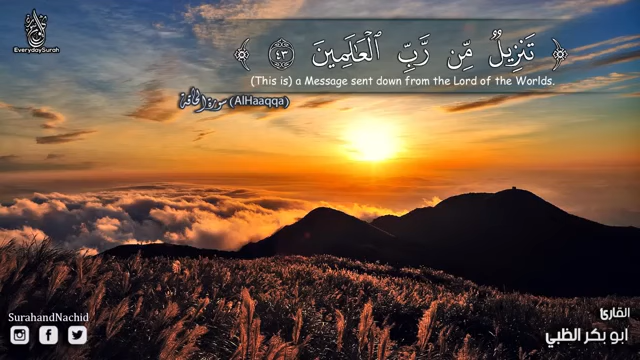 EverydaySurah
﴿ تَنزِيلٌ مِّن رَّبِّ ٱلْعَٰلَمِينَ ٤٣ ﴾
(This is) a Message sent down from the Lord of the Worlds.
سورة الحاقة (AlHaaqqa)
SurahandNachid
القارئ
ابو بكر الظبي